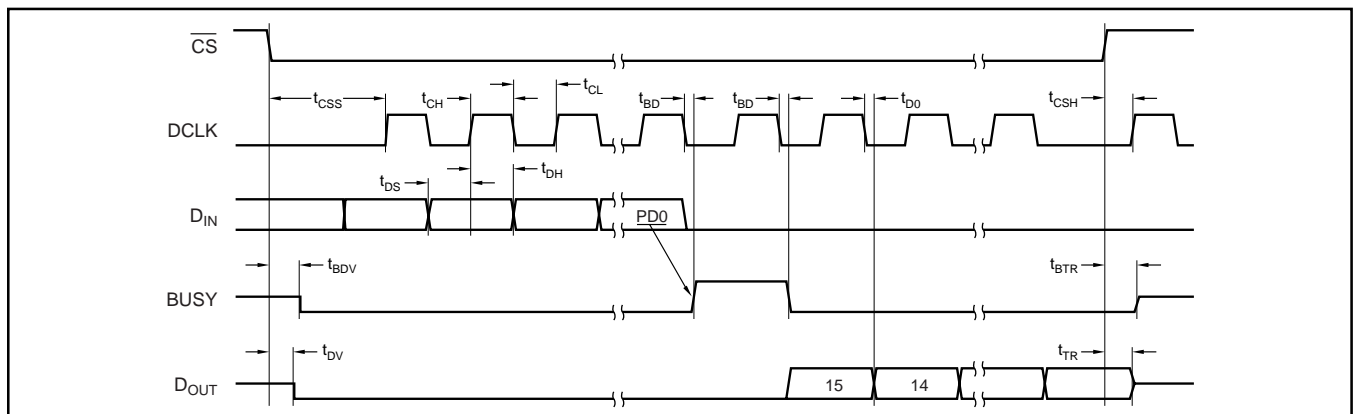 CS
tCSS
tCH
tCL
tBD
tBD
tD0
tCSH
DCLK
tDS
tDH
DIN
PD0
tBDV
tBTR
BUSY
tDV
tTR
DOUT
15
14